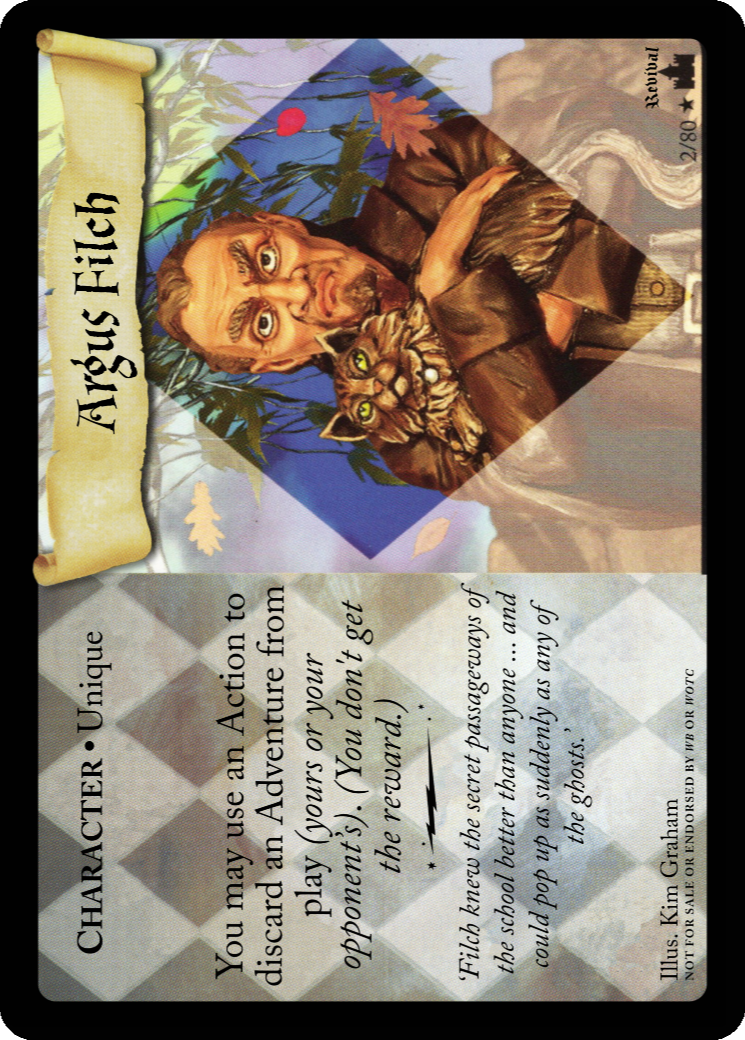 Argus Filch
CHARACTER • Unique
You may use an Action to
discard an Adventure from
play (yours or your
opponent's). (You don't get
the reward.)
'Filch knew the secret passageways of
the school better than anyone ... and
could pop up as suddenly as any of
the ghosts.'
Illus. Kim Graham
NOT FOR SALE OR ENDORSED BY WB OR WOTC
Revival
2/80 ★